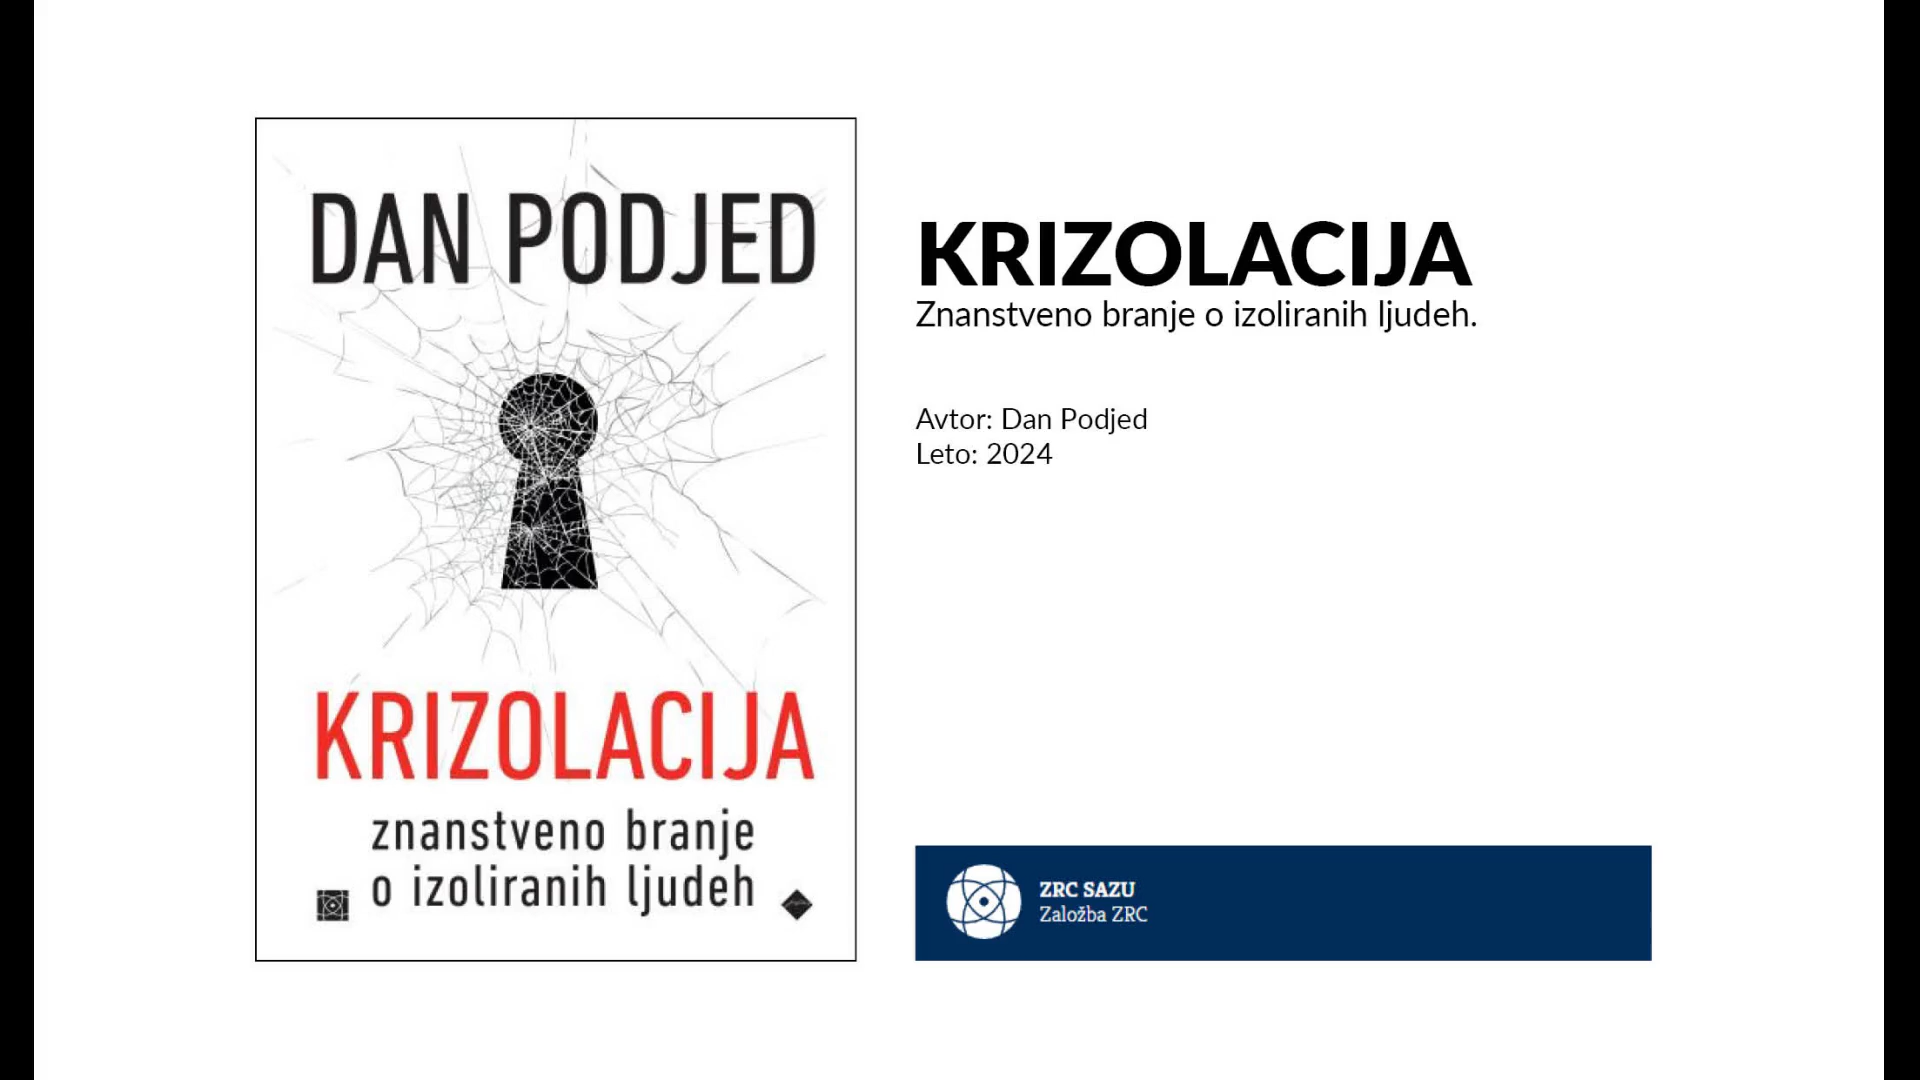 DAN PODJED
KRIZOLACIJA
znanstveno branje
o izoliranih ljudeh
KRIZOLACIJA
Znanstveno branje o izoliranih ljudeh.
Avtor: Dan Podjed
Leto: 2024
ZRC SAZU
Založba ZRC